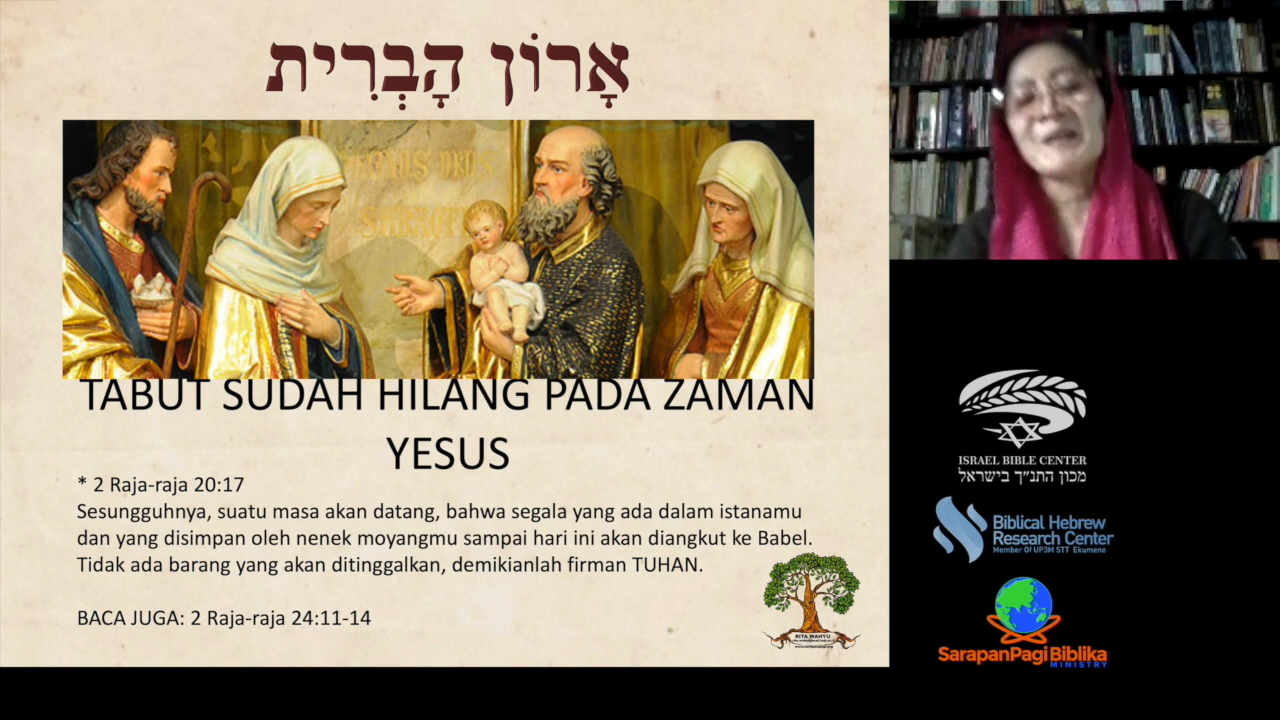 אָרוֹן הָבְרִית
TABUT SUDAH HILANG PADA ZAMAN
YESUS
* 2 Raja-raja 20:17
Sesungguhnya, suatu masa akan datang, bahwa segala yang ada dalam istanamu
dan yang disimpan oleh nenek moyangmu sampai hari ini akan diangkut ke Babel.
Tidak ada barang yang akan ditinggalkan, demikianlah firman TUHAN.
BACA JUGA: 2 Raja-raja 24:11-14
RITA WAHYU
ISRAEL BIBLE CENTER
מכון התנ״ך בישראל
Biblical Hebrew
Research Center
Member Of UP3M STT Ekumene
SarapanPagi Biblika
MINISTRY